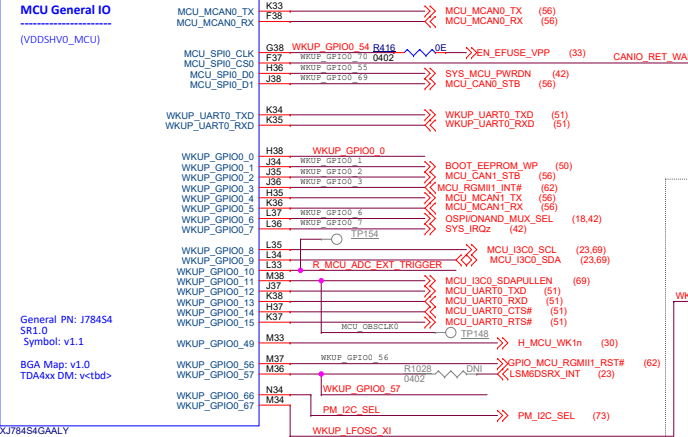 MCU General IO
(VDDSHV0_MCU)
MCU_MCAN0_TX K33 MCU_MCAN0_TX (56)
MCU_MCAN0_RX F38 MCU_MCAN0_RX (56)
MCU_SPI0_CLK G38 WKUP_GPIO0_54 R416 0E EN_EFUSE_VPP (33)
MCU_SPI0_CS0 F37 WKUP_GPIO0_70 0402 CANIO_RET_WA
MCU_SPI0_D0 H36 WKUP_GPIO0_55 SYS_MCU_PWRDN (42)
MCU_SPI0_D1 J38 WKUP_GPIO0_69 MCU_CAN0_STB (56)
WKUP_UART0_TXD K34 WKUP_UART0_TXD (51)
WKUP_UART0_RXD K35 WKUP_UART0_RXD (51)
WKUP_GPIO0_0 H38 WKUP_GPIO0_0
WKUP_GPIO0_1 J34 WKUP_GPIO0_1 BOOT_EEPROM_WP (50)
WKUP_GPIO0_2 J35 WKUP_GPIO0_2 MCU_CAN1_STB (56)
WKUP_GPIO0_3 J36 WKUP_GPIO0_3 MCU_RGMII1_INT# (62)
WKUP_GPIO0_4 H35 MCU_MCAN1_TX (56)
WKUP_GPIO0_5 K36 MCU_MCAN1_RX (56)
WKUP_GPIO0_6 L37 WKUP_GPIO0_6 OSPI/ONAND_MUX_SEL (18,42)
WKUP_GPIO0_7 L36 WKUP_GPIO0_7 SYS_IRQz (42)
TP154
WKUP_GPIO0_8 L35 MCU_I3C0_SCL (23,69)
WKUP_GPIO0_9 L34 MCU_I3C0_SDA (23,69)
WKUP_GPIO0_10 L33 R_MCU_ADC_EXT_TRIGGER
WKUP_GPIO0_11 M38 MCU_I3C0_SDAPULLEN (69)
WKUP_GPIO0_12 J37 MCU_UART0_TXD (51)
WKUP_GPIO0_13 K38 MCU_UART0_RXD (51)
WKUP_GPIO0_14 H37 MCU_UART0_CTS# (51)
WKUP_GPIO0_15 K37 MCU_UART0_RTS# (51)
WK
MCU_OBSCLK0 TP148
General PN: J784S4
SR1.0
Symbol: v1.1
WKUP_GPIO0_49 M33 H_MCU_WK1n (30)
BGA Map: v1.0
TDA4xx DM: v<tbd>
WKUP_GPIO0_56 M37 WKUP_GPIO0_56 GPIO_MCU_RGMII1_RST# (62)
WKUP_GPIO0_57 M36 R1028 DNI LSM6DSRX_INT (23)
0402
WKUP_GPIO0_57
WKUP_GPIO0_66 N34
WKUP_GPIO0_67 M34 PM_I2C_SEL PM_I2C_SEL (73)
XJ784S4GAALY WKUP_LFOSC_XI